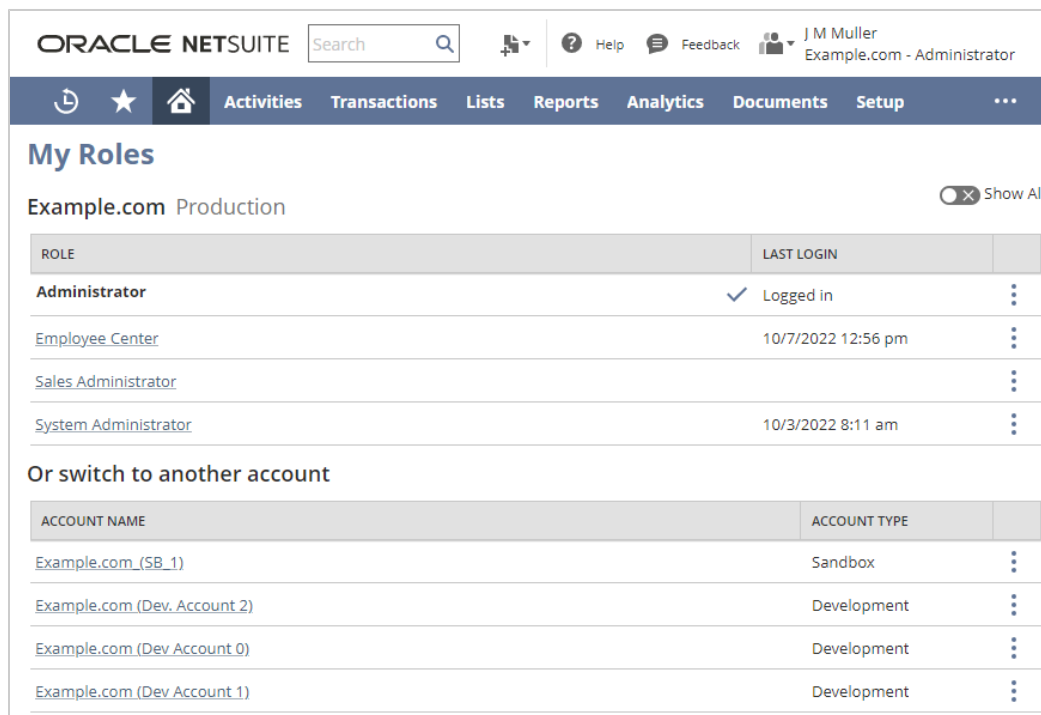 ORACLE NETSUITE Search Help Feedback J M Muller
Example.com - Administrator
Activities Transactions Lists Reports Analytics Documents Setup
My Roles
Example.com Production Show Al
ROLE LAST LOGIN
Administrator Logged in
Employee Center 10/7/2022 12:56 pm
Sales Administrator
System Administrator 10/3/2022 8:11 am
Or switch to another account
ACCOUNT NAME ACCOUNT TYPE
Example.com_(SB_1) Sandbox
Example.com (Dev. Account 2) Development
Example.com (Dev Account 0) Development
Example.com (Dev Account 1) Development